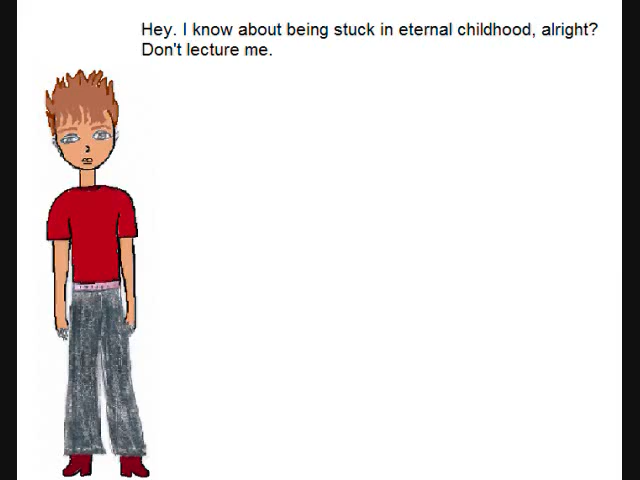 Hey. I know about being stuck in eternal childhood, alright?
Don't lecture me.